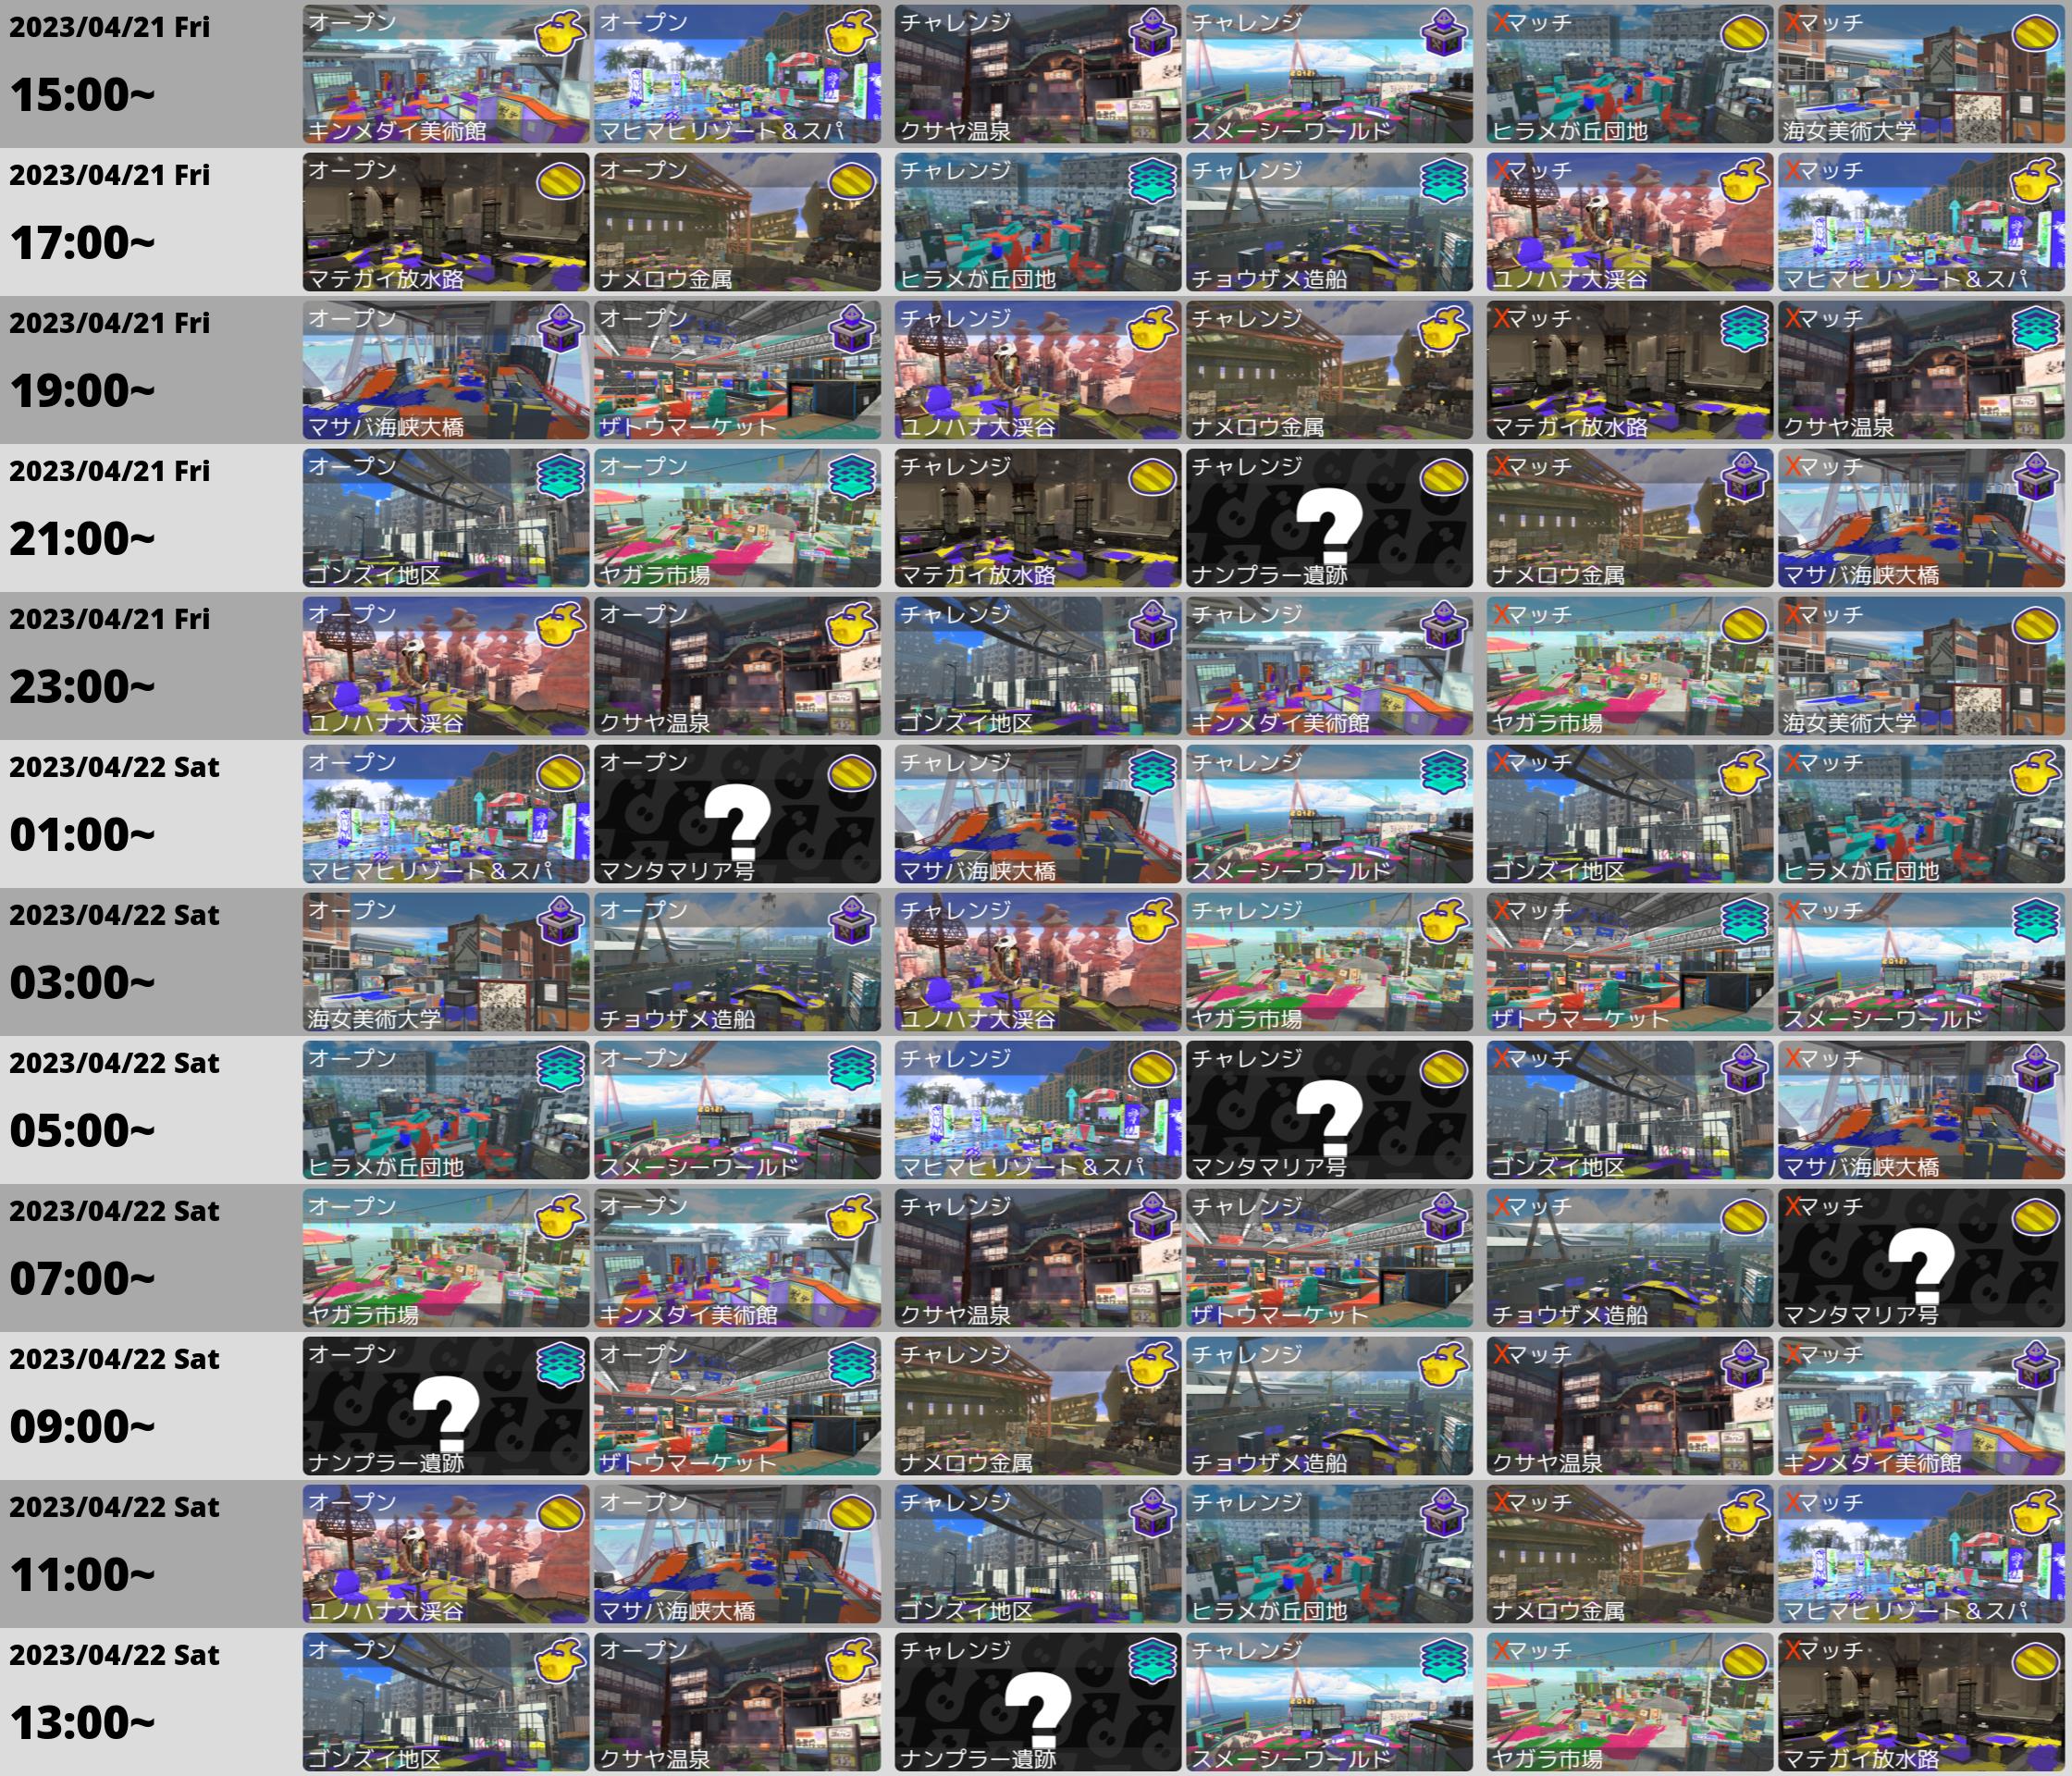 2023/04/21 Fri
15:00~
オープン
キンメダイ美術館
オープン
マヒマヒリゾート＆スパ
チャレンジ
クサヤ温泉
チャレンジ
スメーシーワールド
Xマッチ
ヒラメが丘団地
Xマッチ
海女美術大学
2023/04/21 Fri
17:00~
オープン
マテガイ放水路
オープン
ナメロウ金属
チャレンジ
ヒラメが丘団地
チャレンジ
チョウザメ造船
Xマッチ
ユノハナ大渓谷
Xマッチ
マヒマヒリゾート＆スパ
2023/04/21 Fri
19:00~
オープン
マサバ海峡大橋
オープン
ザトウマーケット
チャレンジ
ユノハナ大渓谷
チャレンジ
ナメロウ金属
Xマッチ
マテガイ放水路
Xマッチ
クサヤ温泉
2023/04/21 Fri
21:00~
オープン
ゴンズイ地区
オープン
ヤガラ市場
チャレンジ
マテガイ放水路
チャレンジ
?
ナンプラー遺跡
Xマッチ
ナメロウ金属
Xマッチ
マサバ海峡大橋
2023/04/21 Fri
23:00~
オープン
ユノハナ大渓谷
オープン
クサヤ温泉
チャレンジ
ゴンズイ地区
チャレンジ
キンメダイ美術館
Xマッチ
ヤガラ市場
Xマッチ
海女美術大学
2023/04/22 Sat
01:00~
オープン
マヒマヒリゾート＆スパ
オープン
?
マンタマリア号
チャレンジ
マサバ海峡大橋
チャレンジ
スメーシーワールド
Xマッチ
ゴンズイ地区
Xマッチ
ヒラメが丘団地
2023/04/22 Sat
03:00~
オープン
海女美術大学
オープン
チョウザメ造船
チャレンジ
ユノハナ大渓谷
チャレンジ
ヤガラ市場
Xマッチ
ザトウマーケット
Xマッチ
スメーシーワールド
2023/04/22 Sat
05:00~
オープン
ヒラメが丘団地
オープン
スメーシーワールド
チャレンジ
マヒマヒリゾート＆スパ
チャレンジ
?
マンタマリア号
Xマッチ
ゴンズイ地区
Xマッチ
マサバ海峡大橋
2023/04/22 Sat
07:00~
オープン
ヤガラ市場
オープン
キンメダイ美術館
チャレンジ
クサヤ温泉
チャレンジ
ザトウマーケット
Xマッチ
チョウザメ造船
Xマッチ
?
マンタマリア号
2023/04/22 Sat
09:00~
オープン
?
ナンプラー遺跡
オープン
ザトウマーケット
チャレンジ
ナメロウ金属
チャレンジ
チョウザメ造船
Xマッチ
クサヤ温泉
Xマッチ
キンメダイ美術館
2023/04/22 Sat
11:00~
オープン
ユノハナ大渓谷
オープン
マサバ海峡大橋
チャレンジ
ゴンズイ地区
チャレンジ
ヒラメが丘団地
Xマッチ
ナメロウ金属
Xマッチ
マヒマヒリゾート＆スパ
2023/04/22 Sat
13:00~
オープン
ゴンズイ地区
オープン
クサヤ温泉
チャレンジ
?
ナンプラー遺跡
チャレンジ
スメーシーワールド
Xマッチ
ヤガラ市場
Xマッチ
マテガイ放水路